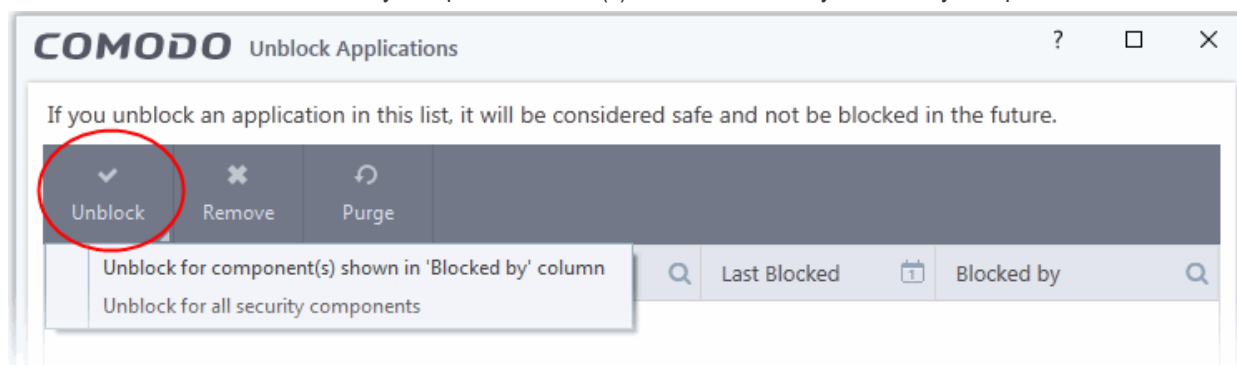 COMODO Unblock Applications ?
If you unblock an application in this list, it will be considered safe and not be blocked in the future.
Unblock Remove Purge
Unblock for component(s) shown in 'Blocked by' column
Last Blocked 1 Blocked by
Unblock for all security components